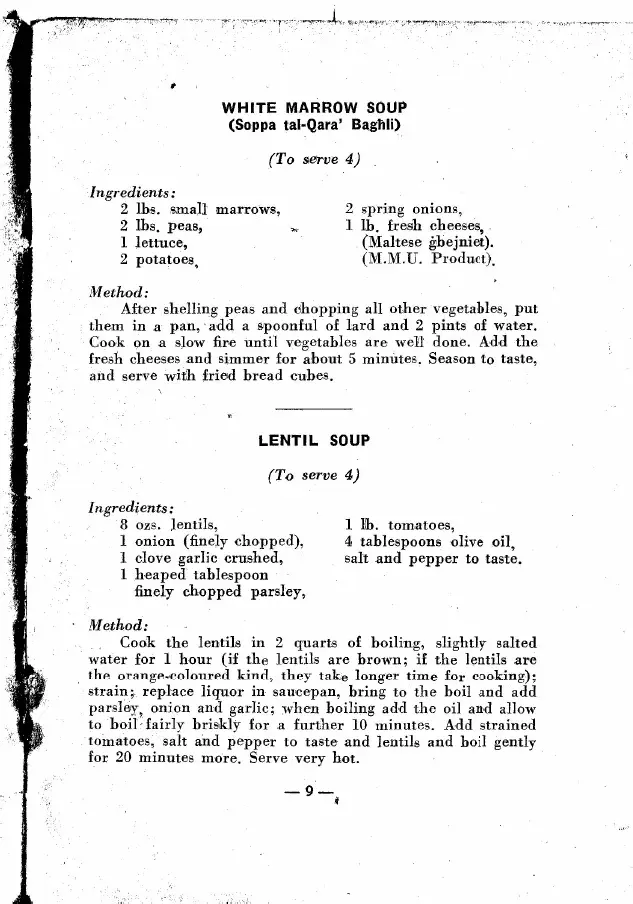 WHITE MARROW SOUP
(Soppa tal-Qara' Bagħli)
(To serve 4)
Ingredients:
2 lbs. small marrows,
2 lbs. peas,
1 lettuce,
2 potatoes,
2 spring onions,
1 lb. fresh cheeses,
(Maltese ġbejniet).
(M.M.U. Product).
Method:
After shelling peas and chopping all other vegetables, put
them in a pan, add a spoonful of lard and 2 pints of water.
Cook on a slow fire until vegetables are well done. Add the
fresh cheeses and simmer for about 5 minutes. Season to taste,
and serve with fried bread cubes.
LENTIL SOUP
(To serve 4)
Ingredients:
8 ozs. lentils,
1 onion (finely chopped),
1 clove garlic crushed,
1 heaped tablespoon
finely chopped parsley,
1 lb. tomatoes,
4 tablespoons olive oil,
salt and pepper to taste.
Method:
Cook the lentils in 2 quarts of boiling, slightly salted
water for 1 hour (if the lentils are brown; if the lentils are
the orange-coloured kind, they take longer time for cooking);
strain; replace liquor in saucepan, bring to the boil and add
parsley, onion and garlic; when boiling add the oil and allow
to boil fairly briskly for a further 10 minutes. Add strained
tomatoes, salt and pepper to taste and lentils and boil gently
for 20 minutes more. Serve very hot.
— 9 —